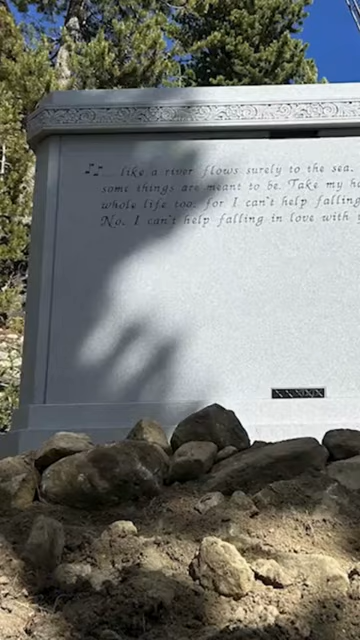 ...like a river flows surely to the sea.
some things are meant to be. Take my h
whole life too, for I can't help falling
No, I can't help falling in love with